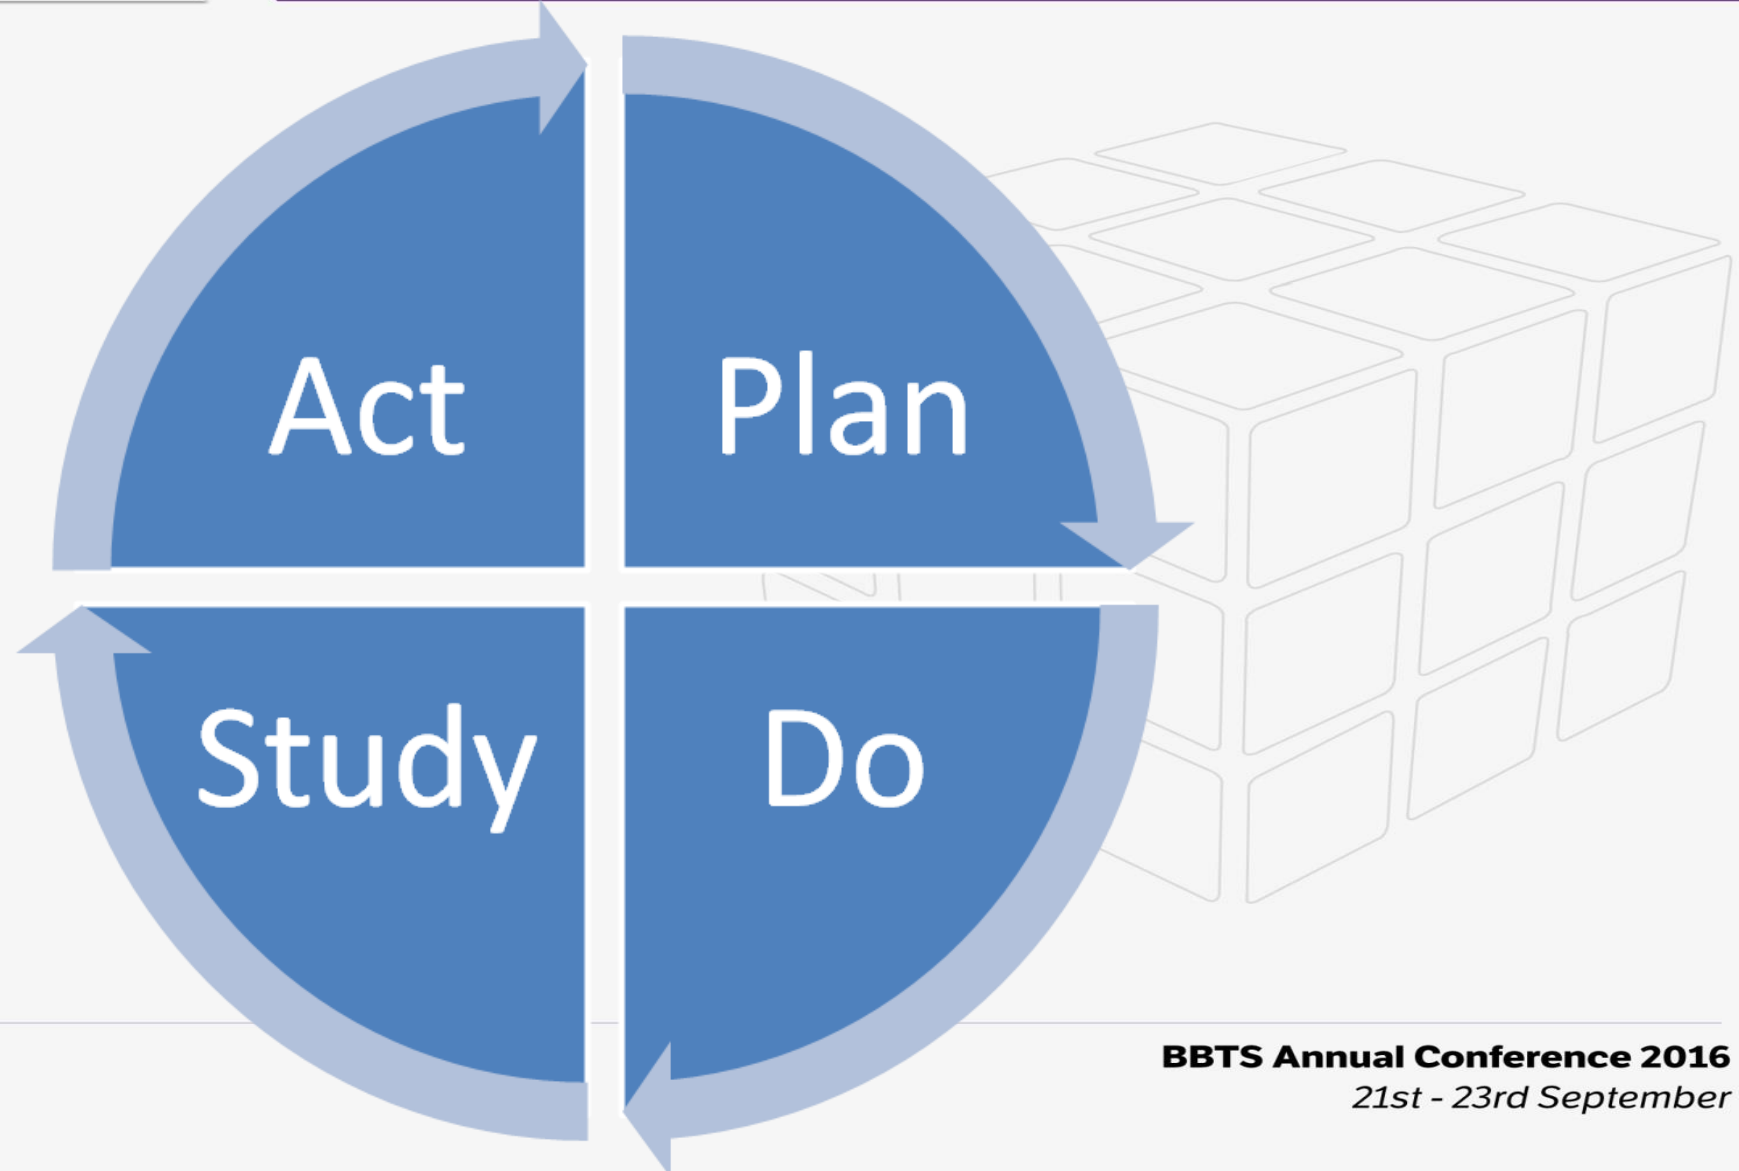 Act
Plan
Study
Do
BBTS Annual Conference 2016
21st - 23rd September